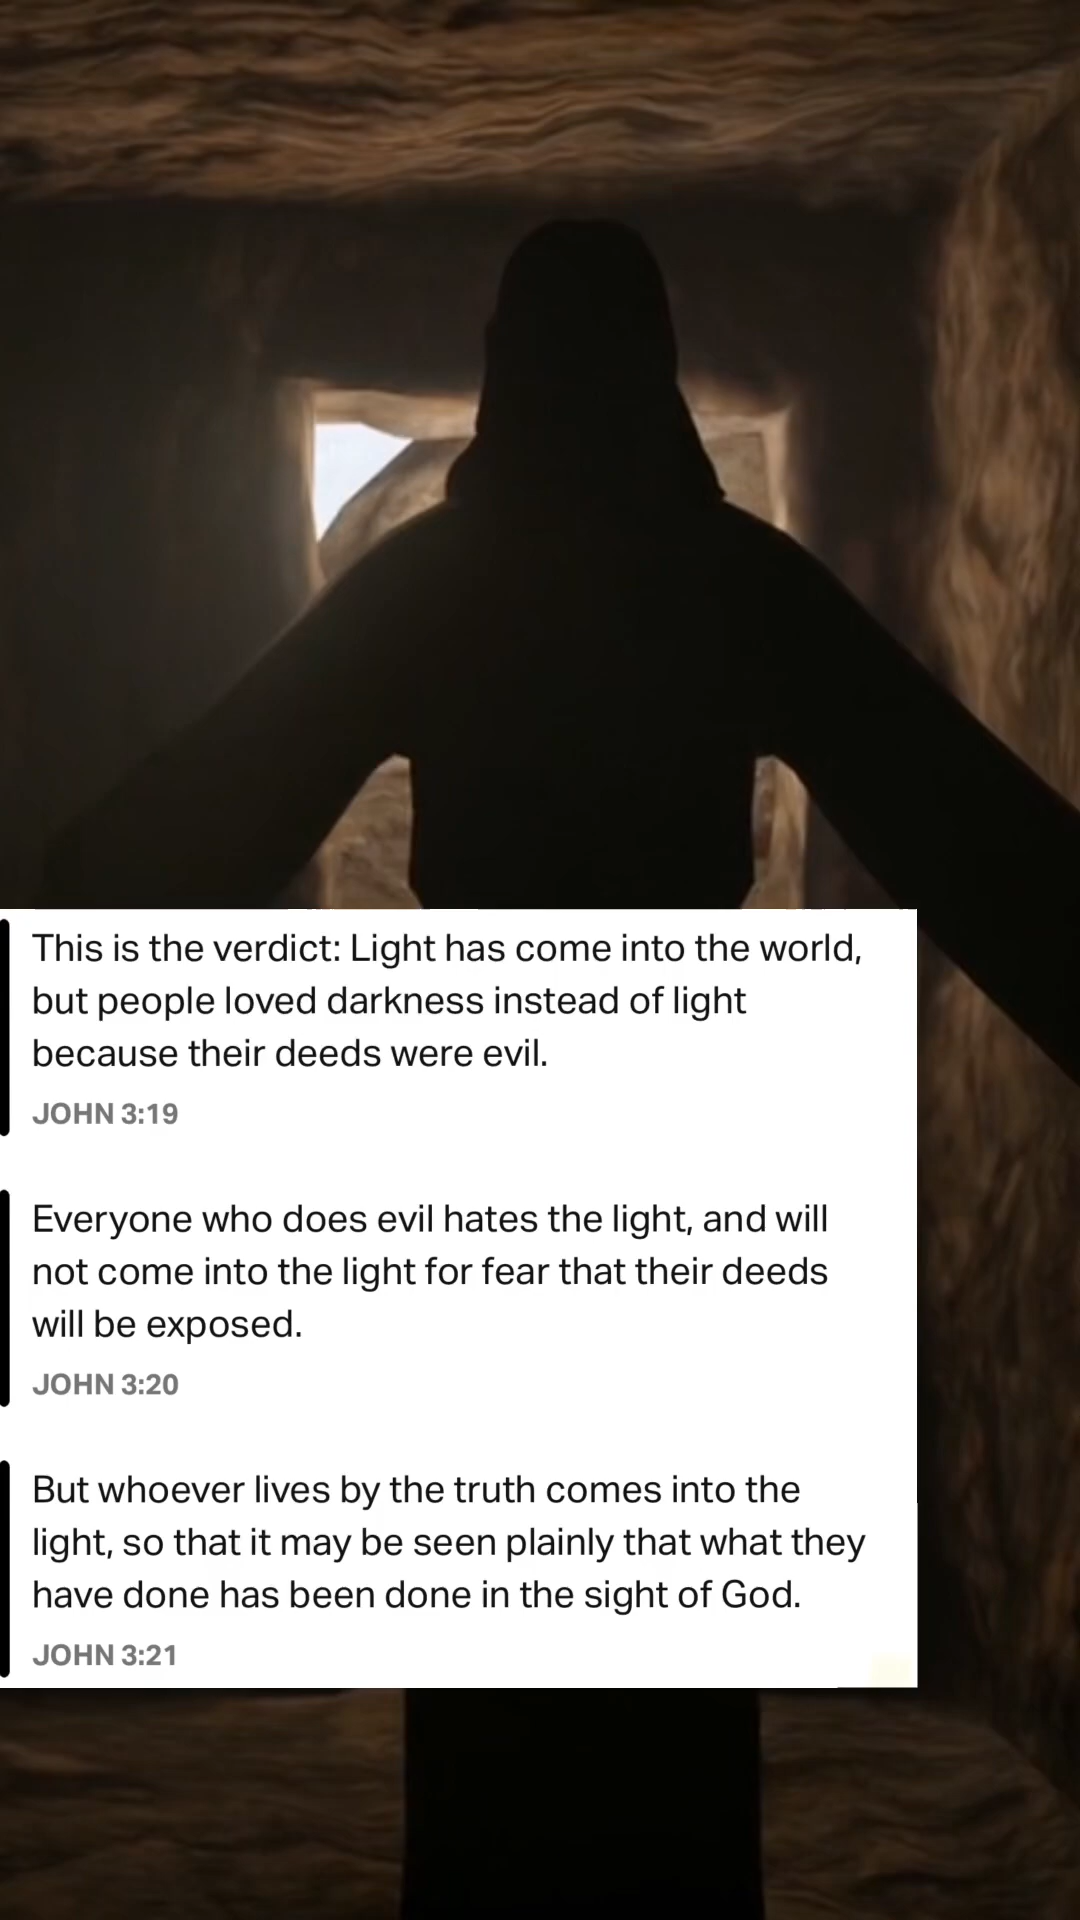 This is the verdict: Light has come into the world,
but people loved darkness instead of light
because their deeds were evil.
JOHN 3:19
Everyone who does evil hates the light, and will
not come into the light for fear that their deeds
will be exposed.
JOHN 3:20
But whoever lives by the truth comes into the
light, so that it may be seen plainly that what they
have done has been done in the sight of God.
JOHN 3:21